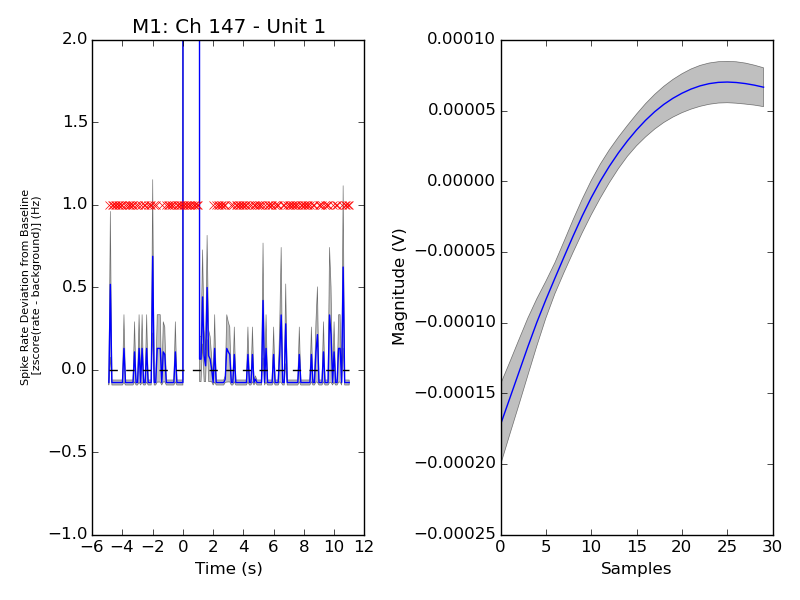 M1: Ch 147 - Unit 1
2.0
1.5
1.0
0.5
0.0
−0.5
−1.0
−6 −4 −2 0 2 4 6 8 10 12
Time (s)
Spike Rate Deviation from Baseline
[zscore(rate - background)] (Hz)
0.00010
0.00005
0.00000
−0.00005
−0.00010
−0.00015
−0.00020
−0.00025
0 5 10 15 20 25 30
Samples
Magnitude (V)